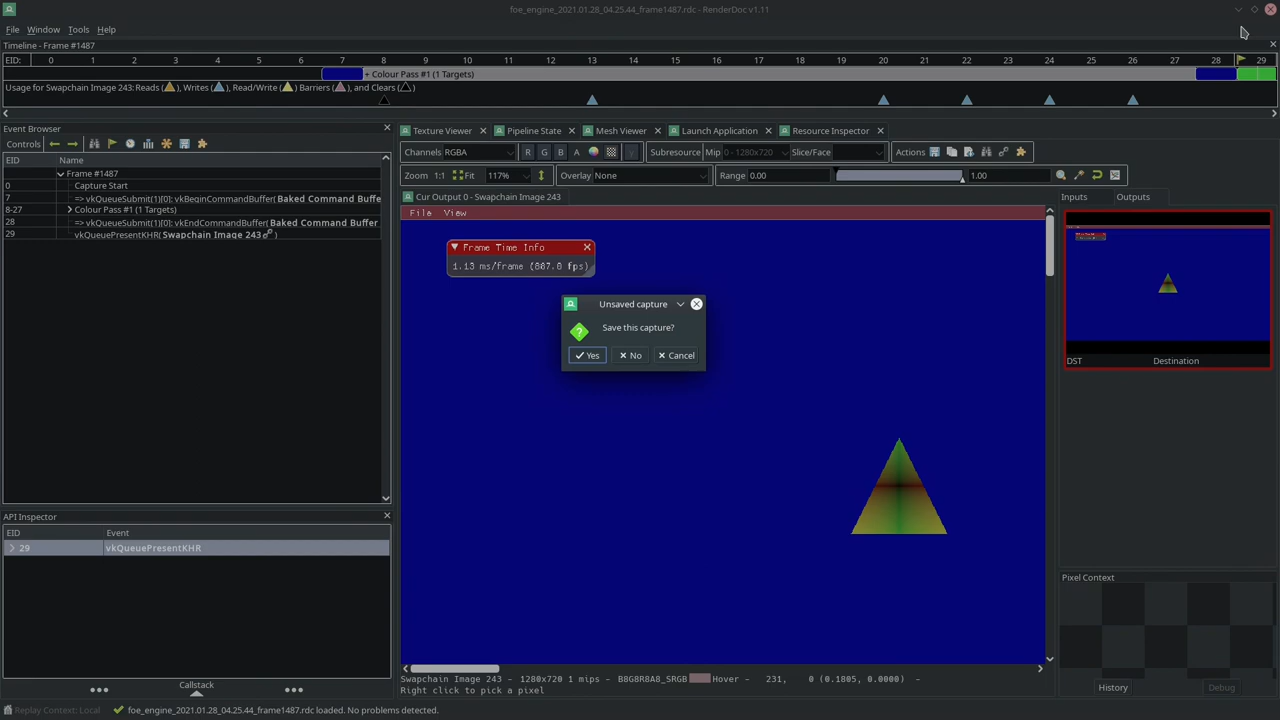 foe_engine_2021.01.28_04.25.44_frame1487.rdc - RenderDoc v1.11
File Window Tools Help
Timeline - Frame #1487
EID: 0 1 2 3 4 5 6 7 8 9 10 11 12 13 14 15 16 17 18 19 20 21 22 23 24 25 26 27 28 29
+ Colour Pass #1 (1 Targets)
Usage for Swapchain Image 243: Reads ( ), Writes ( ), Read/Write ( ) Barriers ( ), and Clears ( )
Event Browser
Controls
EID Name
Frame #1487
0 Capture Start
7 => vkQueueSubmit(1)[0]: vkBeginCommandBuffer(Baked Command Buffe
8-27 Colour Pass #1 (1 Targets)
28 => vkQueueSubmit(1)[0]: vkEndCommandBuffer(Baked Command Buffer
29 vkQueuePresentKHR(Swapchain Image 243)
API Inspector
EID Event
29 vkQueuePresentKHR
Callstack
Texture Viewer Pipeline State Mesh Viewer Launch Application Resource Inspector
Channels RGBA R G B A γ Subresource Mip 0 - 1280x720 Slice/Face Actions
Zoom 1:1 Fit 117% Overlay None Range 0.00 1.00
Cur Output 0 - Swapchain Image 243
File View
Frame Time Info
1.13 ms/frame (887.8 fps)
Unsaved capture
Save this capture?
Yes No Cancel
Inputs Outputs
DST Destination
Pixel Context
History Debug
Swapchain Image 243 - 1280x720 1 mips - B8G8R8A8_SRGB Hover - 231, 0 (0.1805, 0.0000) -
Right click to pick a pixel
Replay Context: Local foe_engine_2021.01.28_04.25.44_frame1487.rdc loaded. No problems detected.